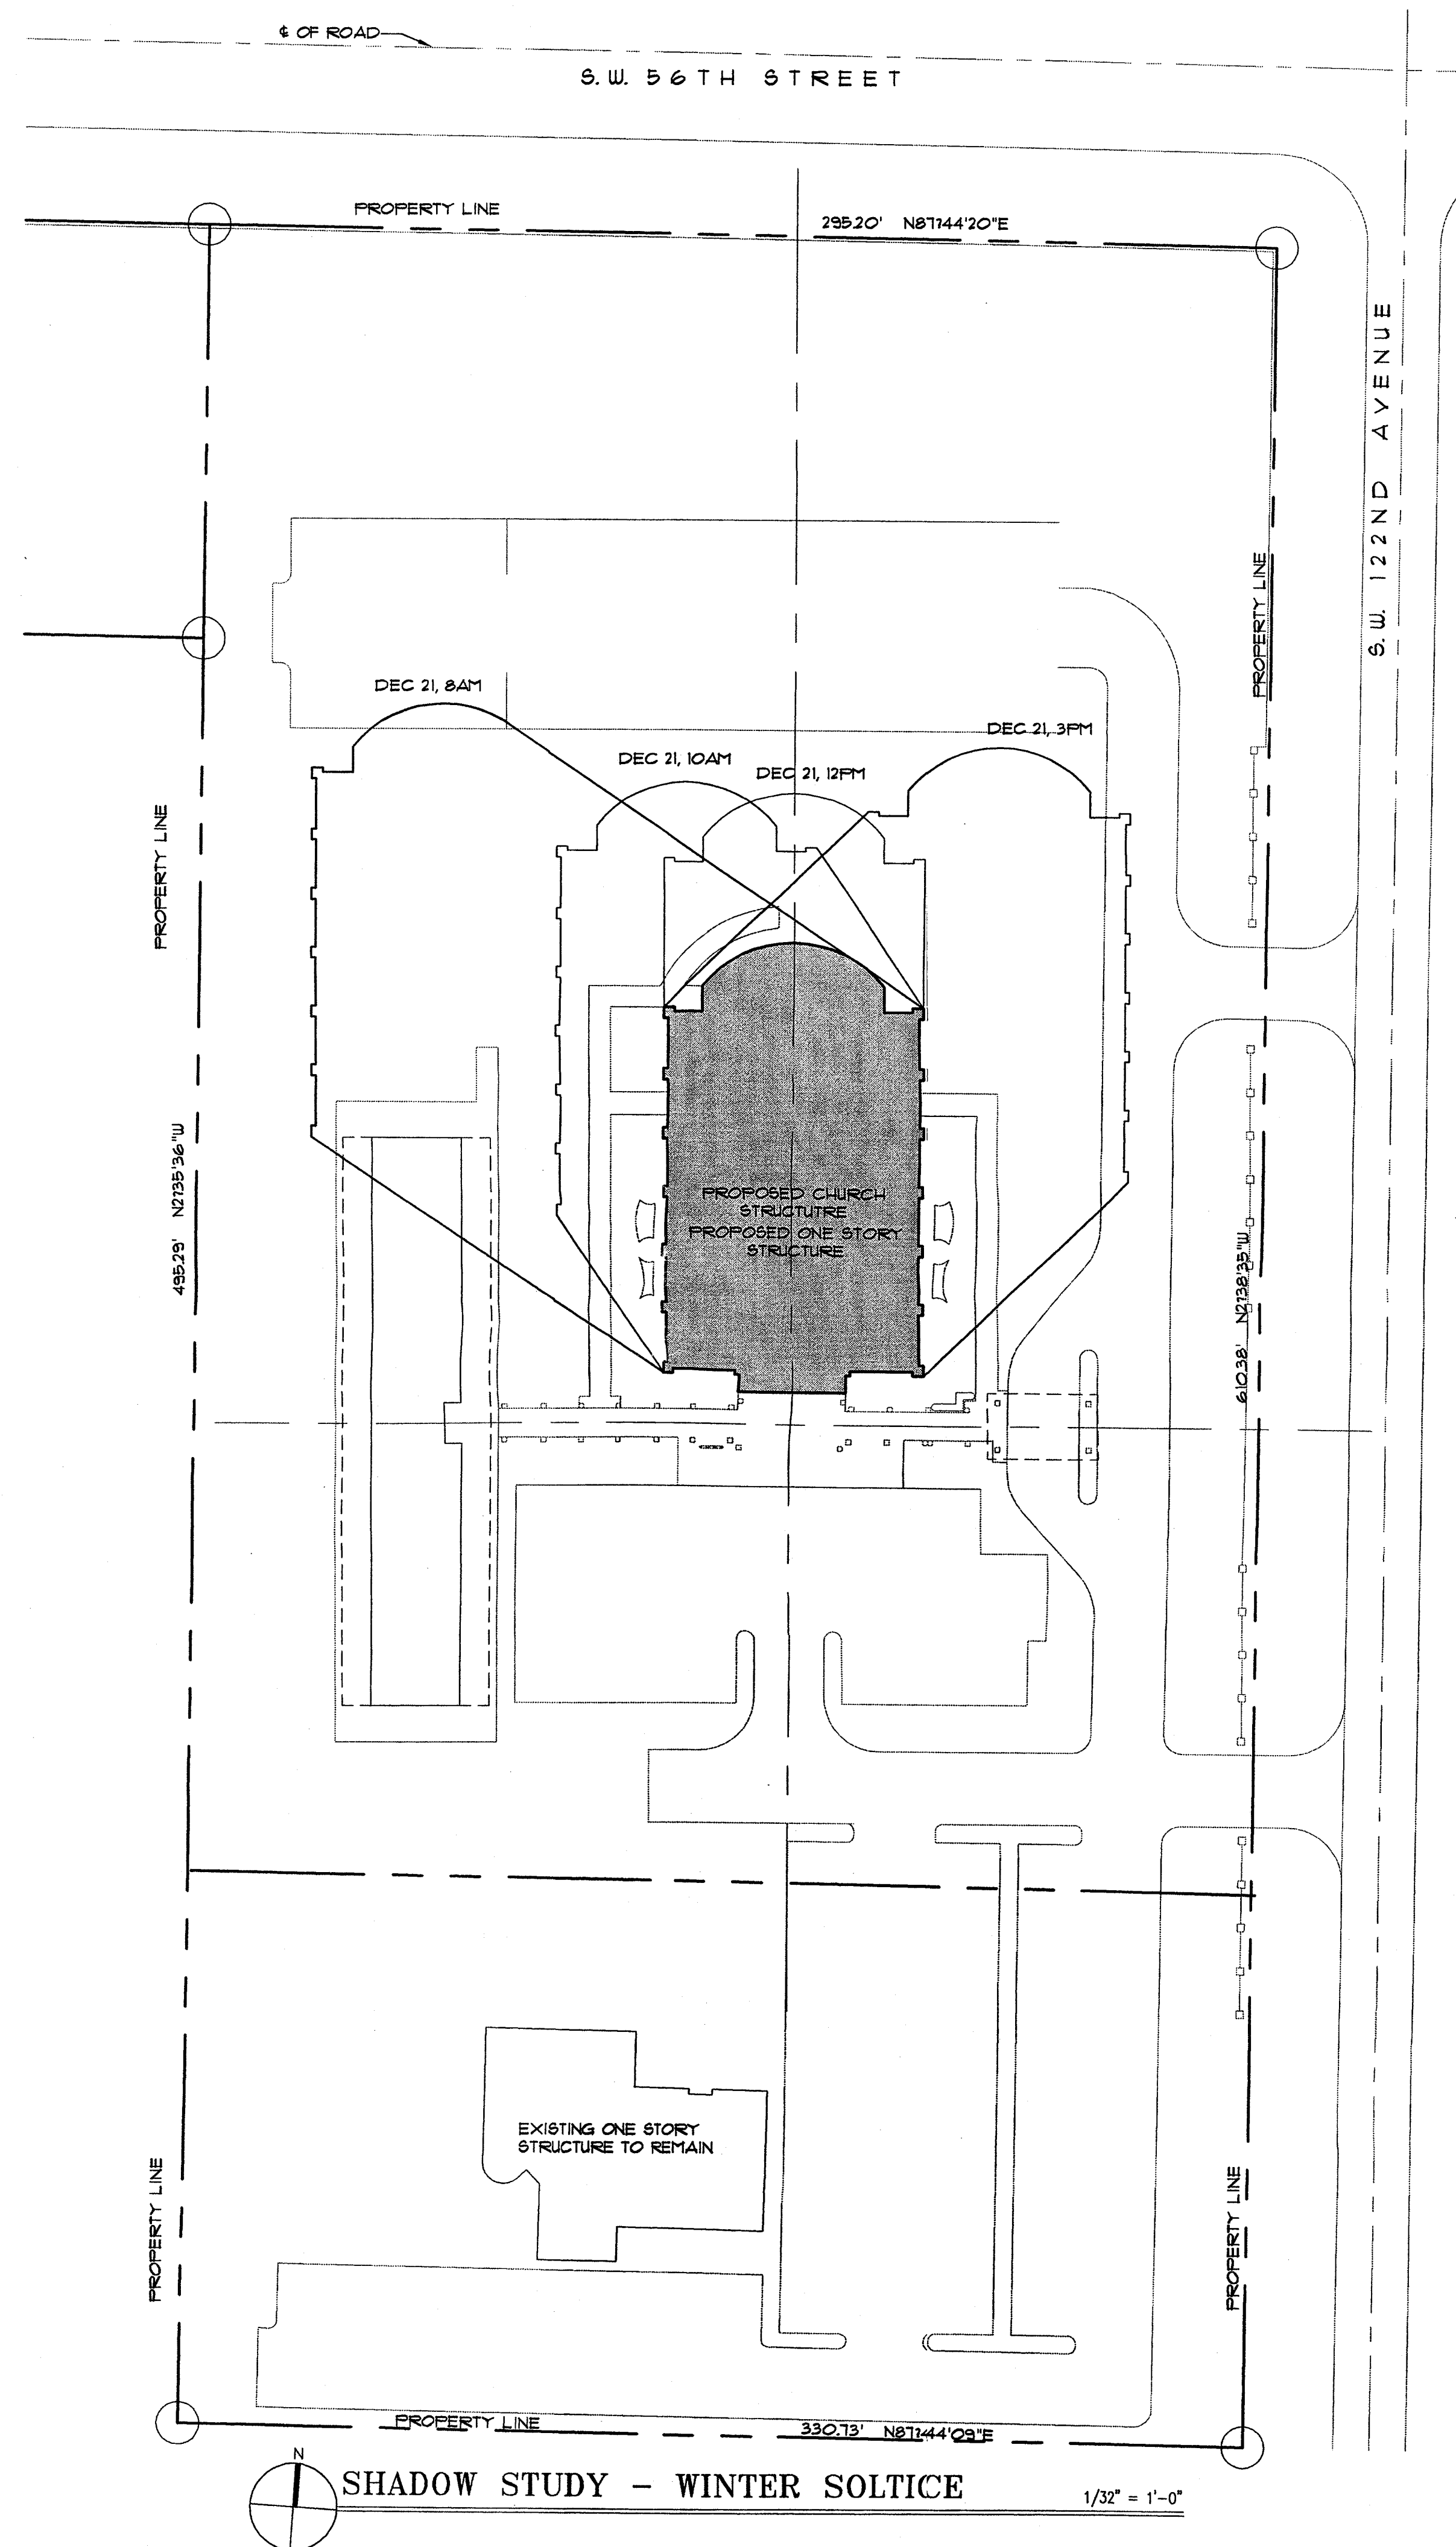 ℄ OF ROAD
S.W. 56TH STREET
PROPERTY LINE
295.20' N87°44'20"E
S.W. 122ND AVENUE
PROPERTY LINE
DEC 21, 8AM
DEC 21, 3PM
DEC 21, 10AM
DEC 21, 12PM
PROPERTY LINE
495.29' N2°35'36"W
PROPOSED CHURCH
STRUCTUTRE
PROPOSED ONE STORY
STRUCTURE
610.38' N2°38'35"W
EXISTING ONE STORY
STRUCTURE TO REMAIN
PROPERTY LINE
PROPERTY LINE
PROPERTY LINE
330.73' N87°44'09"E
N
SHADOW STUDY - WINTER SOLTICE
1/32" = 1'-0"